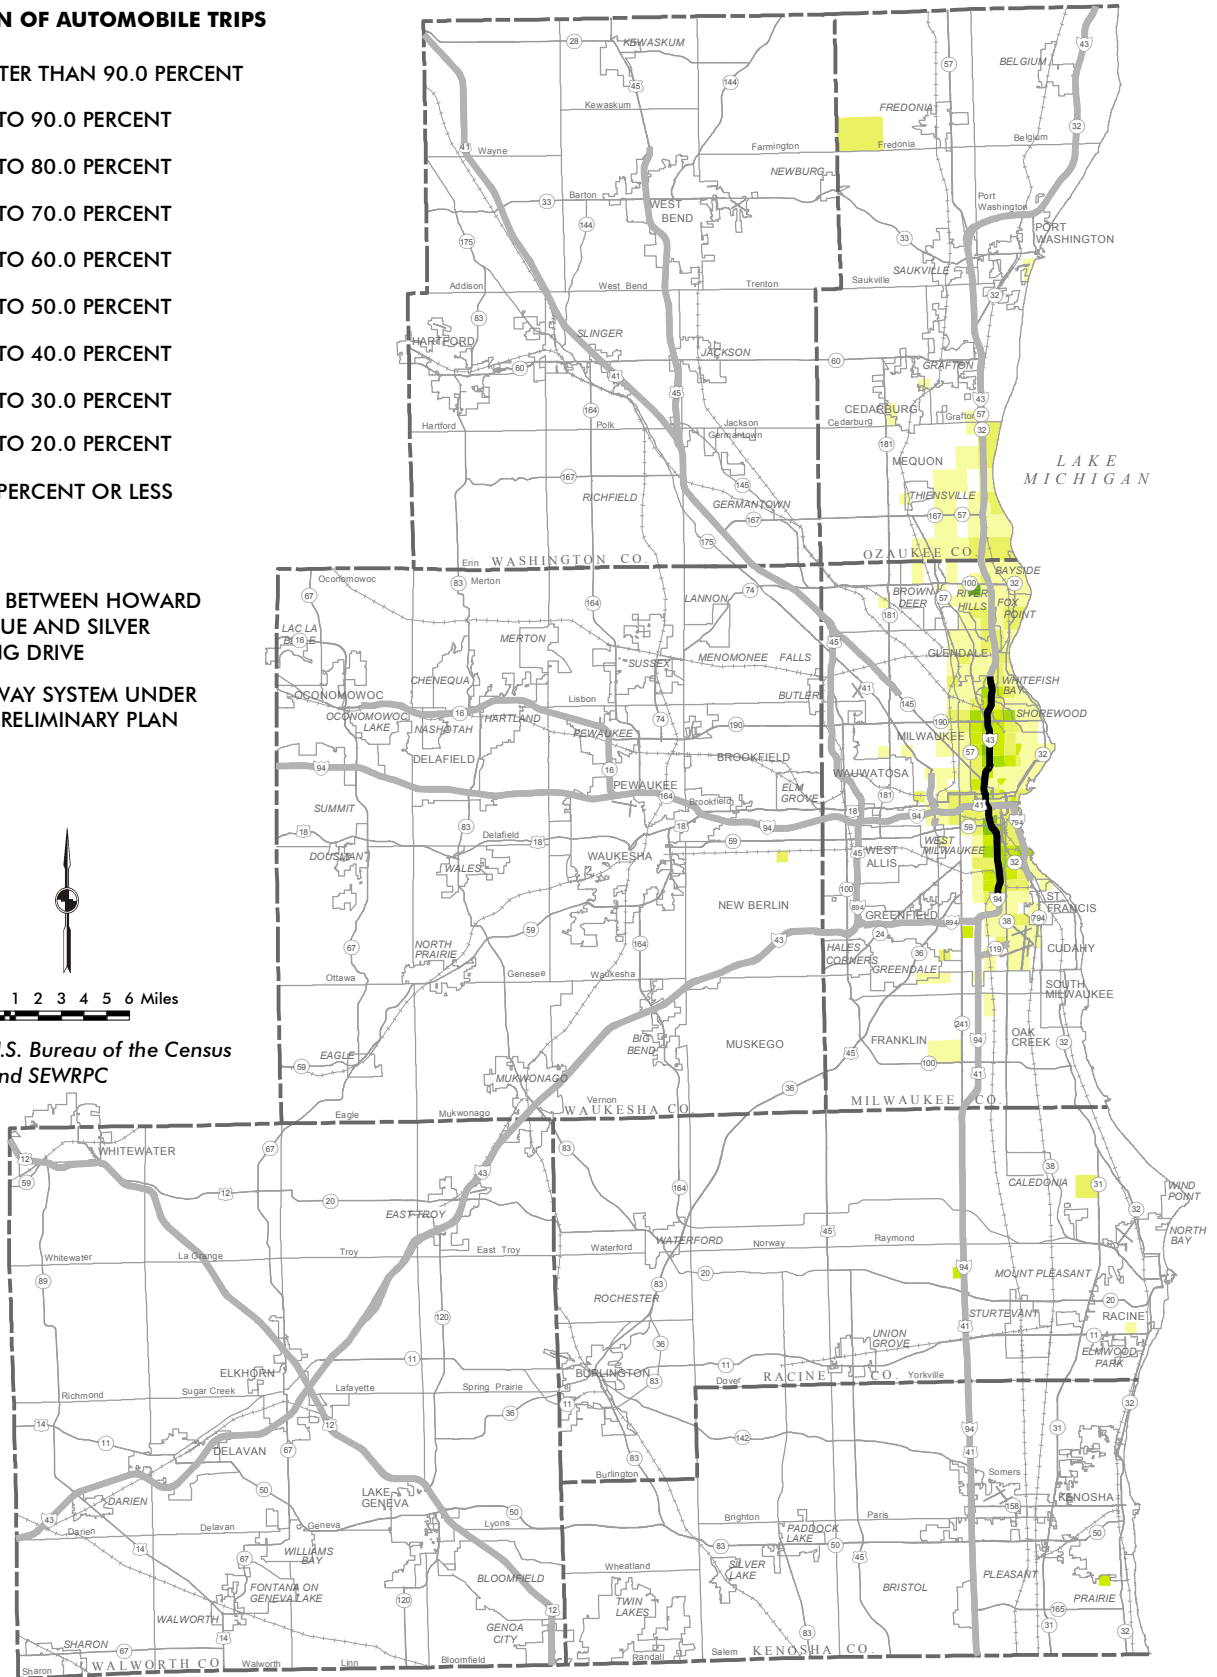 N OF AUTOMOBILE TRIPS
TER THAN 90.0 PERCENT
TO 90.0 PERCENT
TO 80.0 PERCENT
TO 70.0 PERCENT
TO 60.0 PERCENT
TO 50.0 PERCENT
TO 40.0 PERCENT
TO 30.0 PERCENT
TO 20.0 PERCENT
PERCENT OR LESS
BETWEEN HOWARD
UE AND SILVER
G DRIVE
WAY SYSTEM UNDER
RELIMINARY PLAN
1 2 3 4 5 6 Miles
.S. Bureau of the Census
nd SEWRPC
LAKE
MICHIGAN
KEWASKUM
Kewaskum
Wayne
Barton
WEST
BEND
Farmington
NEWBURG
FREDONIA
Fredonia
BELGIUM
Belgium
Port
Washington
PORT
WASHINGTON
SAUKVILLE
Saukville
Addison
West Bend
Trenton
HARTFORD
SLINGER
JACKSON
GRAFTON
CEDARBURG
Grafton
Cedarburg
Hartford
Polk
Jackson
Germantown
MEQUON
THIENSVILLE
RICHFIELD
GERMANTOWN
Erin
WASHINGTON CO.
OZAUKEE CO.
Oconomowoc
Merton
LANNON
BAYSIDE
BROWN
DEER
RIVER
HILLS
FOX
POINT
LAC LA
MERTON
SUSSEX
MENOMONEE FALLS
GLENDALE
CHENEQUA
OCONOMOWOC
OCONOMOWOC
LAKE
NASHOTAH
HARTLAND
Lisbon
PEWAUKEE
BUTLER
WHITEFISH
BAY
SHOREWOOD
MILWAUKEE
DELAFIELD
BROOKFIELD
WAUWATOSA
PEWAUKEE
Brookfield
ELM
GROVE
SUMMIT
Delafield
DOUSMAN
WALES
WAUKESHA
WEST
ALLIS
WEST
MILWAUKEE
NEW BERLIN
GREENFIELD
ST.
FRANCIS
CUDAHY
NORTH
PRAIRIE
Ottawa
Genesee
Waukesha
HALES
CORNERS
GREENDALE
SOUTH
MILWAUKEE
EAGLE
BIG
BEND
MUSKEGO
FRANKLIN
OAK
CREEK
MUKWONAGO
Vernon
Eagle
Mukwonago
WAUKESHA CO.
MILWAUKEE CO.
WHITEWATER
EAST TROY
CALEDONIA
WIND
POINT
NORTH
BAY
Whitewater
La Grange
Troy
East Troy
Waterford
WATERFORD
Norway
Raymond
ROCHESTER
MOUNT PLEASANT
STURTEVANT
RACINE
UNION
GROVE
ELMWOOD
PARK
ELKHORN
BURLINGTON
Dover
RACINE CO.
Yorkville
Richmond
Sugar Creek
Lafayette
Spring Prairie
DELAVAN
Burlington
Somers
LAKE
GENEVA
DARIEN
Darien
Delavan
Geneva
Lyons
Brighton
Paris
KENOSHA
PADDOCK
LAKE
WILLIAMS
BAY
FONTANA ON
GENEVA LAKE
BLOOMFIELD
Wheatland
SILVER
LAKE
BRISTOL
PLEASANT
PRAIRIE
TWIN
LAKES
WALWORTH
GENOA
CITY
SHARON
Sharon
WALWORTH CO
Walworth
Linn
Bloomfield
Randall
Salem
KENOSHA CO.